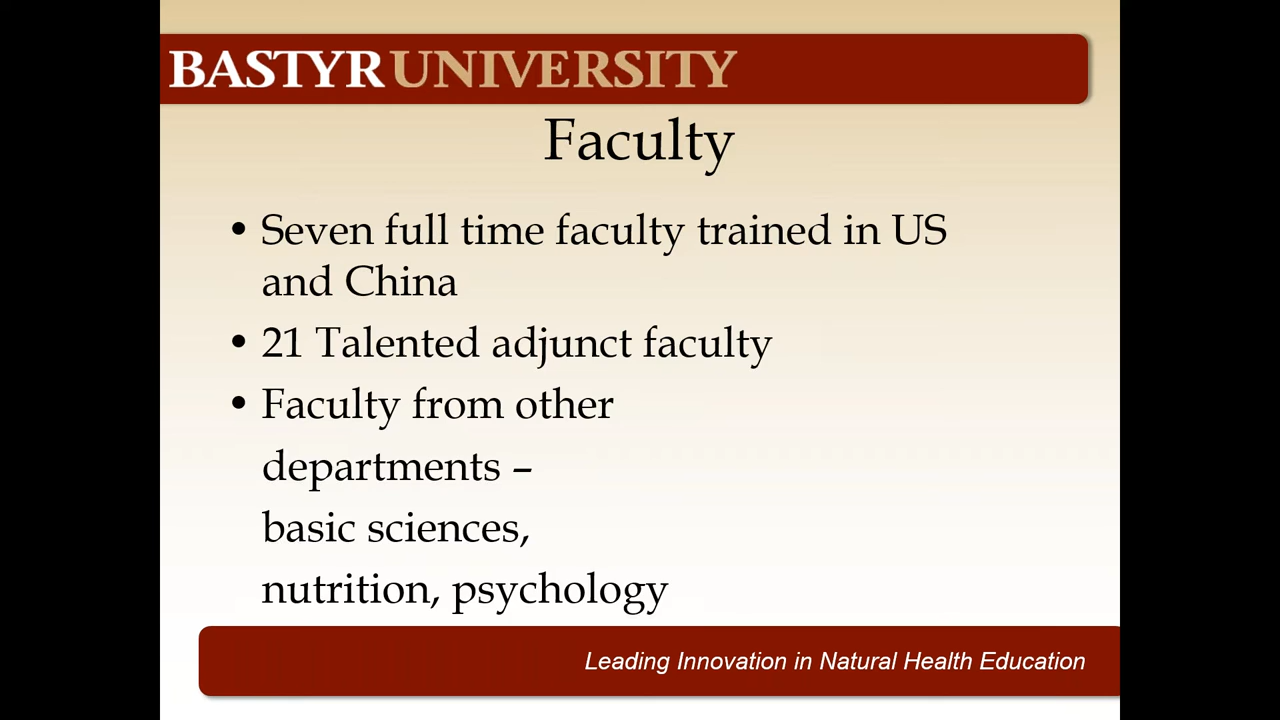 BASTYR UNIVERSITY
Faculty
• Seven full time faculty trained in US
and China
• 21 Talented adjunct faculty
• Faculty from other
departments –
basic sciences,
nutrition, psychology
Leading Innovation in Natural Health Education